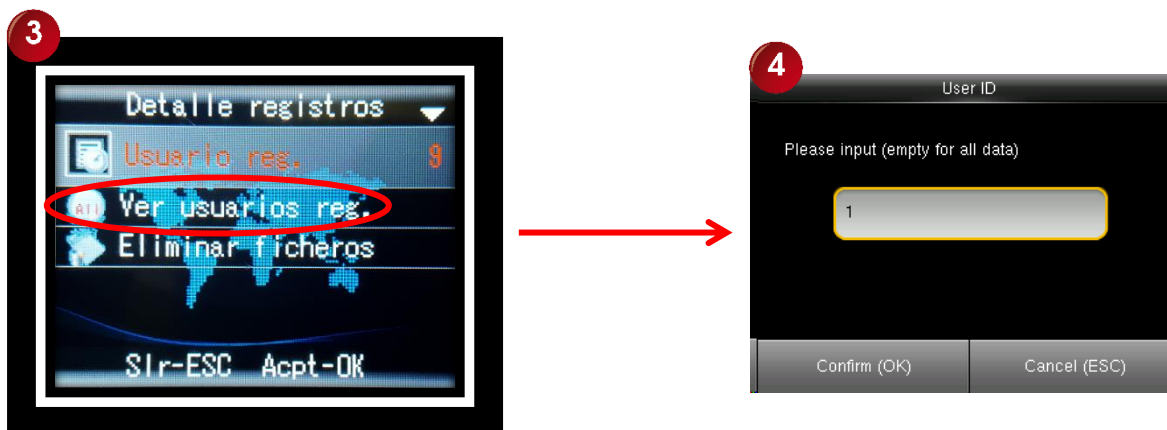 3
Detalle registros
Usuario reg. 9
All Ver usuarios reg.
Eliminar ficheros
Slr-ESC Acpt-OK
4
User ID
Please input (empty for all data)
1
Confirm (OK) Cancel (ESC)